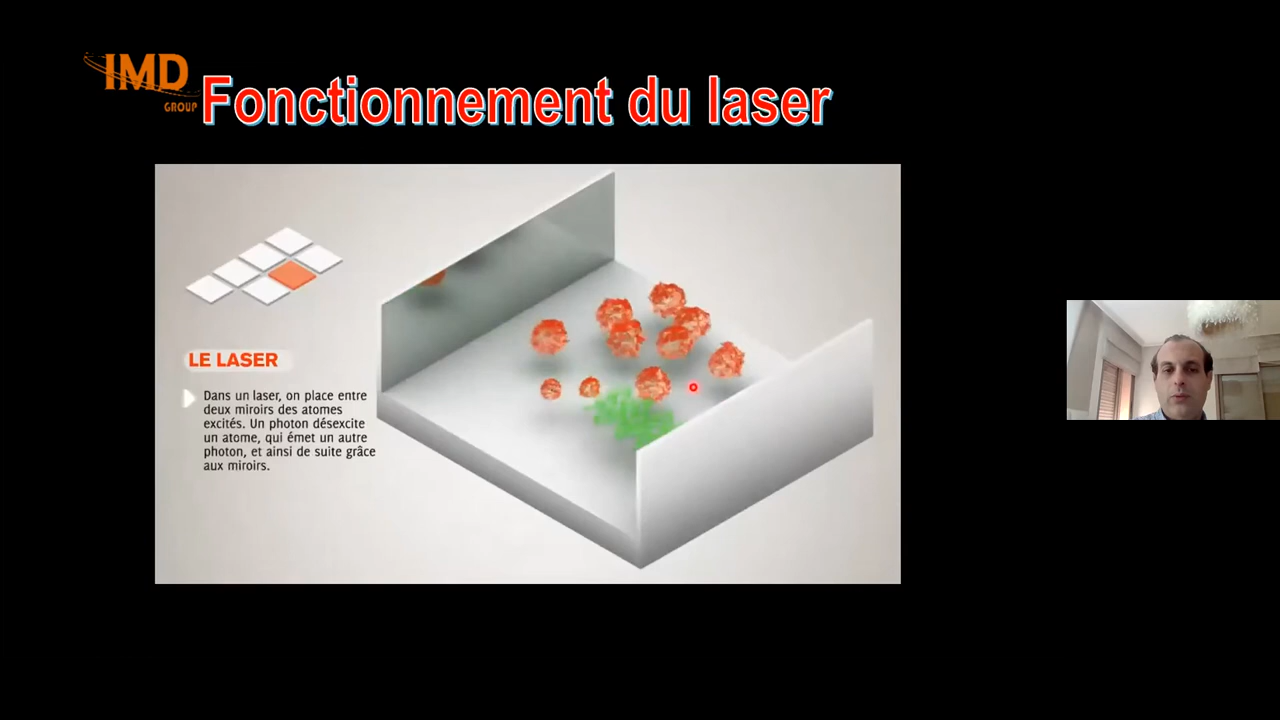 IMD
GROUP
Fonctionnement du laser
LE LASER
Dans un laser, on place entre
deux miroirs des atomes
excités. Un photon désexcite
un atome, qui émet un autre
photon, et ainsi de suite grâce
aux miroirs.